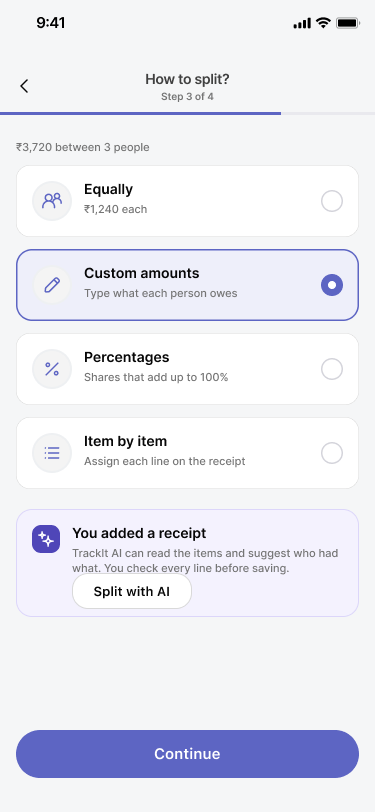 9:41
How to split?
Step 3 of 4
₹3,720 between 3 people
Equally
₹1,240 each
Custom amounts
Type what each person owes
Percentages
Shares that add up to 100%
Item by item
Assign each line on the receipt
You added a receipt
TrackIt AI can read the items and suggest who had
what. You check every line before saving.
Split with AI
Continue